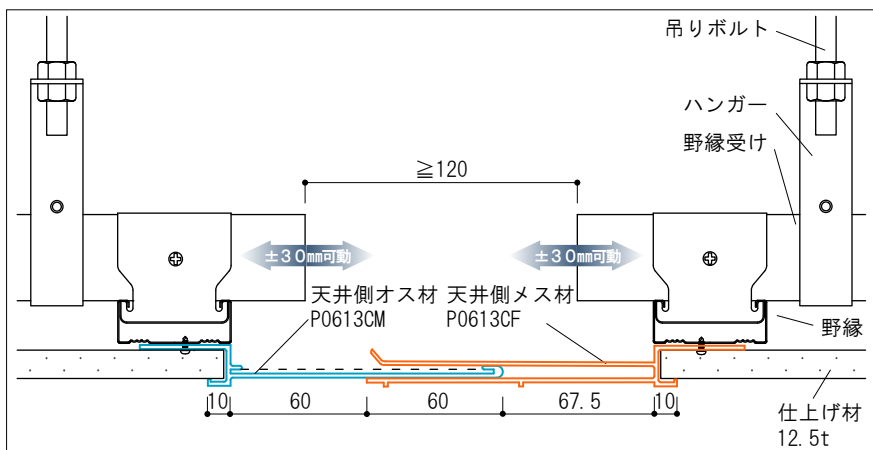 吊りボルト
ハンガー
野縁受け
≧120
±30mm可動
±30mm可動
天井側オス材
P0613CM
天井側メス材
P0613CF
野縁
10
60
60
67.5
10
仕上げ材
12.5t